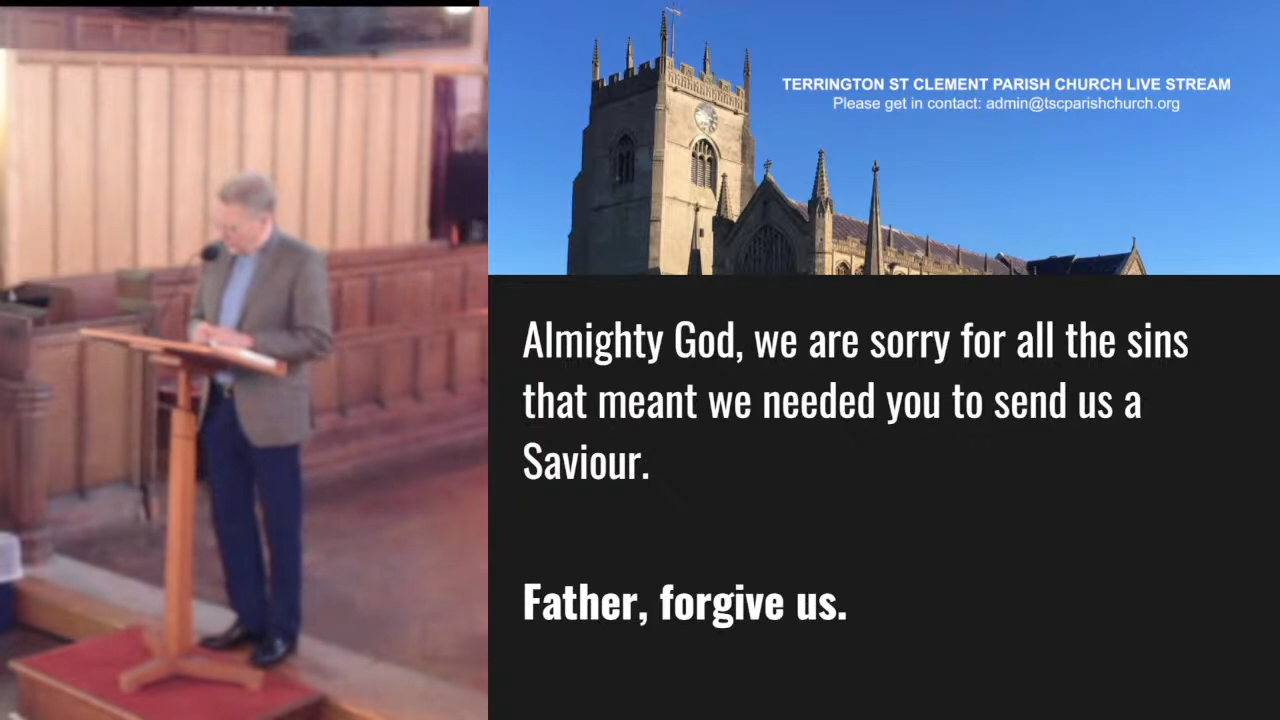 TERRINGTON ST CLEMENT PARISH CHURCH LIVE STREAM
Please get in contact: admin@tscparishchurch.org
Almighty God, we are sorry for all the sins
that meant we needed you to send us a
Saviour.
Father, forgive us.